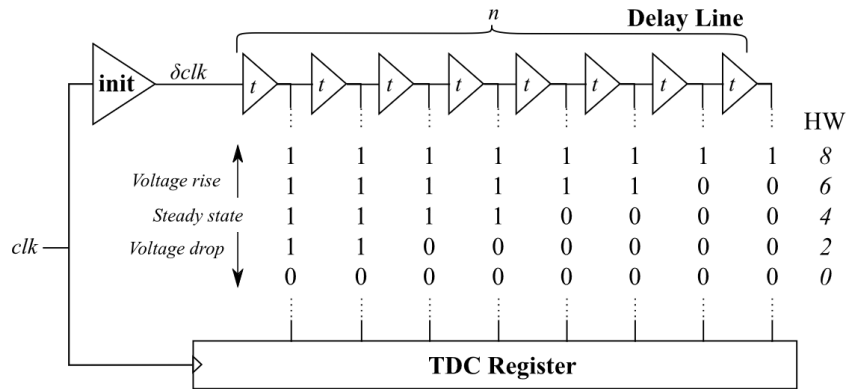 n
Delay Line
init
δclk
t t t t t t t t
HW
1 1 1 1 1 1 1 1 8
Voltage rise
1 1 1 1 1 1 0 0 6
Steady state 1 1 1 1 0 0 0 0 4
clk
Voltage drop 1 1 0 0 0 0 0 0 2
0 0 0 0 0 0 0 0 0
TDC Register